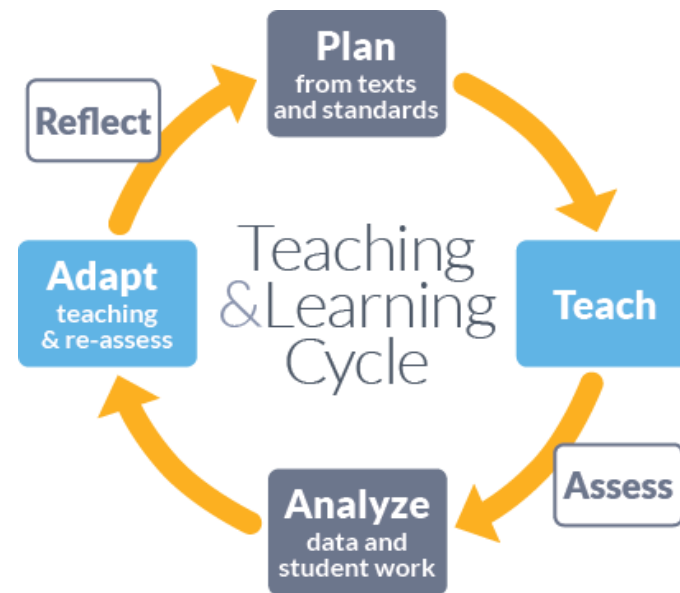 Plan
from texts
and standards
Reflect
Teaching
&Learning
Cycle
Adapt
teaching
& re-assess
Teach
Assess
Analyze
data and
student work